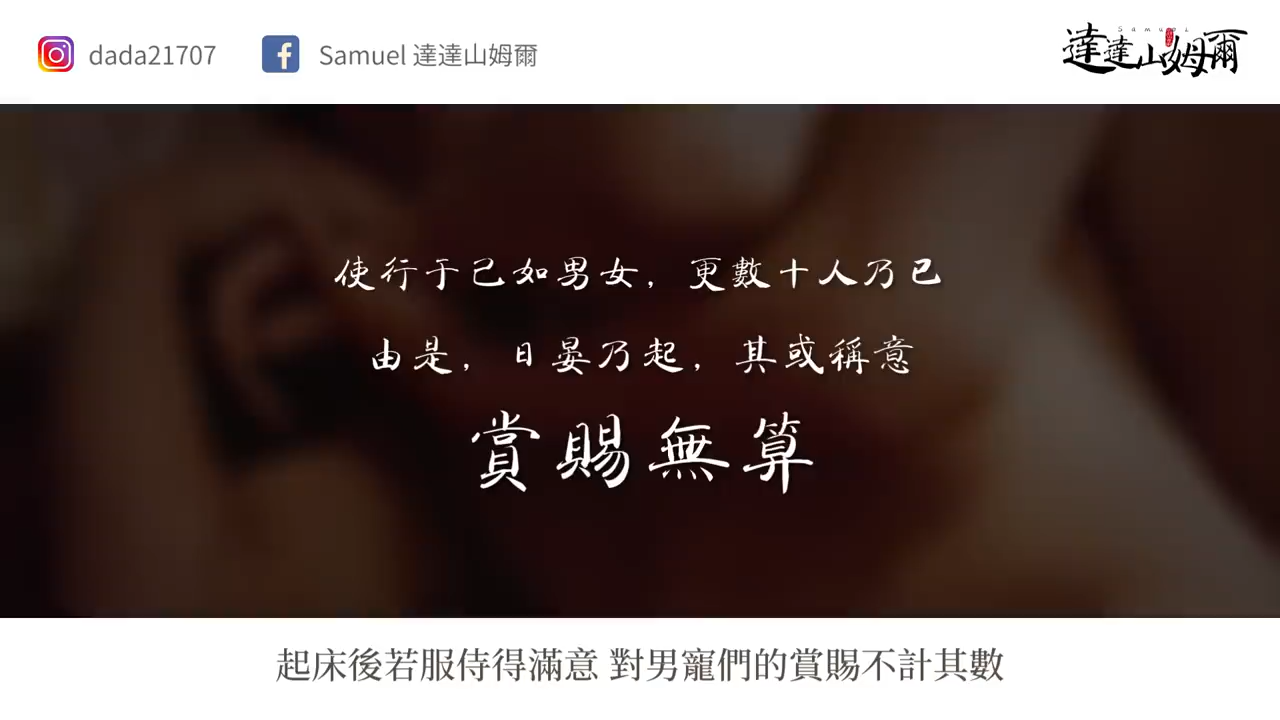 dada21707
Samuel 達達山姆爾
Samuel
達達山姆爾
使行于己如男女，更數十人乃已
由是，日晏乃起，其或稱意
賞賜無算
起床後若服侍得滿意 對男寵們的賞賜不計其數